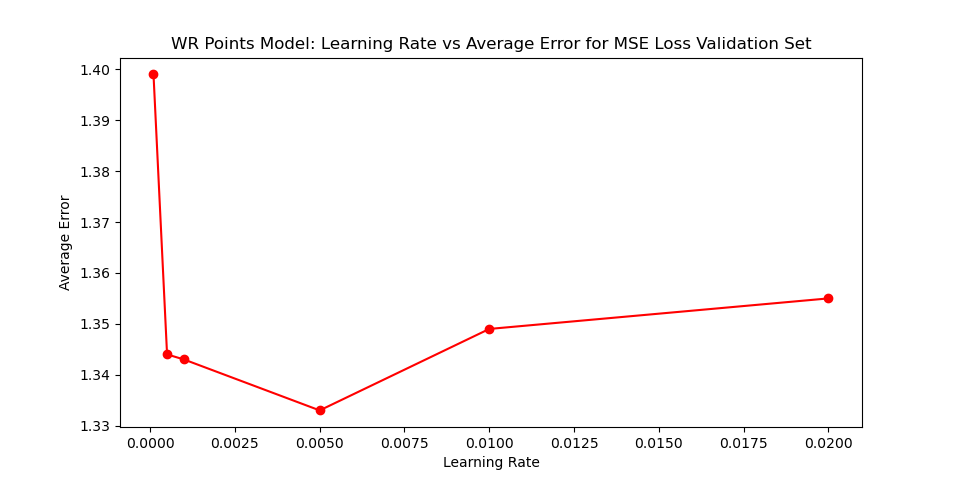 WR Points Model: Learning Rate vs Average Error for MSE Loss Validation Set
1.40
1.39
1.38
1.37
1.36
1.35
1.34
1.33
Average Error
0.0000 0.0025 0.0050 0.0075 0.0100 0.0125 0.0150 0.0175 0.0200
Learning Rate